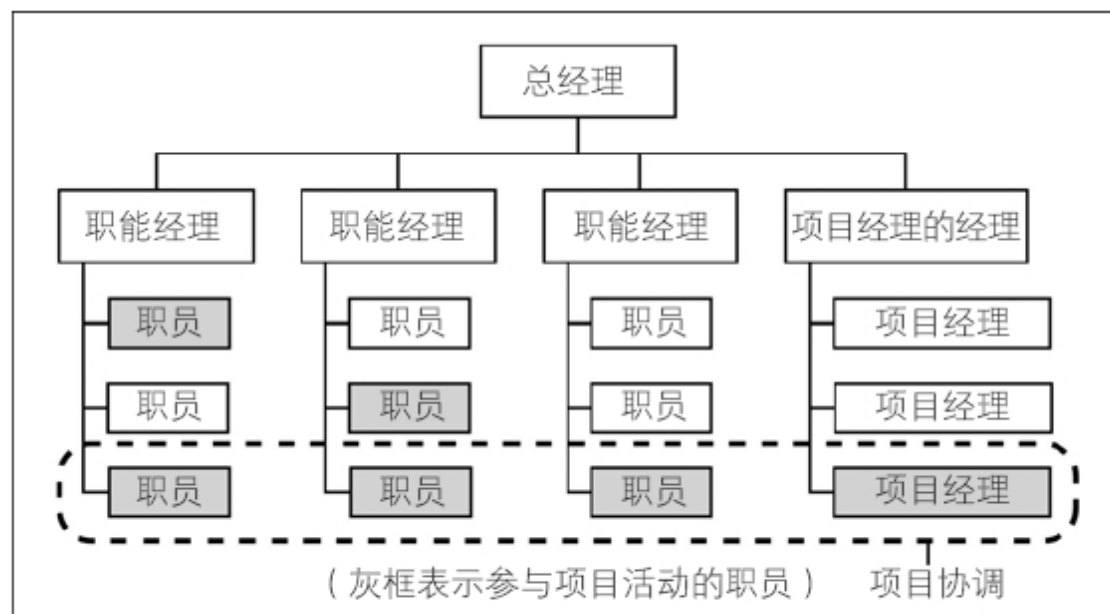 总经理
职能经理 职能经理 职能经理 项目经理的经理
职员 职员 职员 项目经理
职员 职员 职员 项目经理
职员 职员 职员 项目经理
（灰框表示参与项目活动的职员） 项目协调